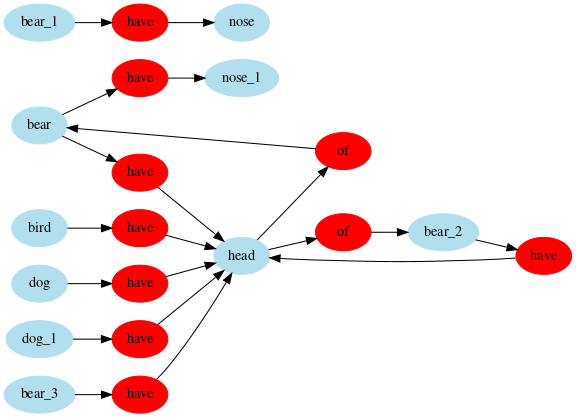 bear_1 have nose
have nose_1
bear
of
have
bird have of bear_2
head have
dog have
dog_1 have
bear_3 have